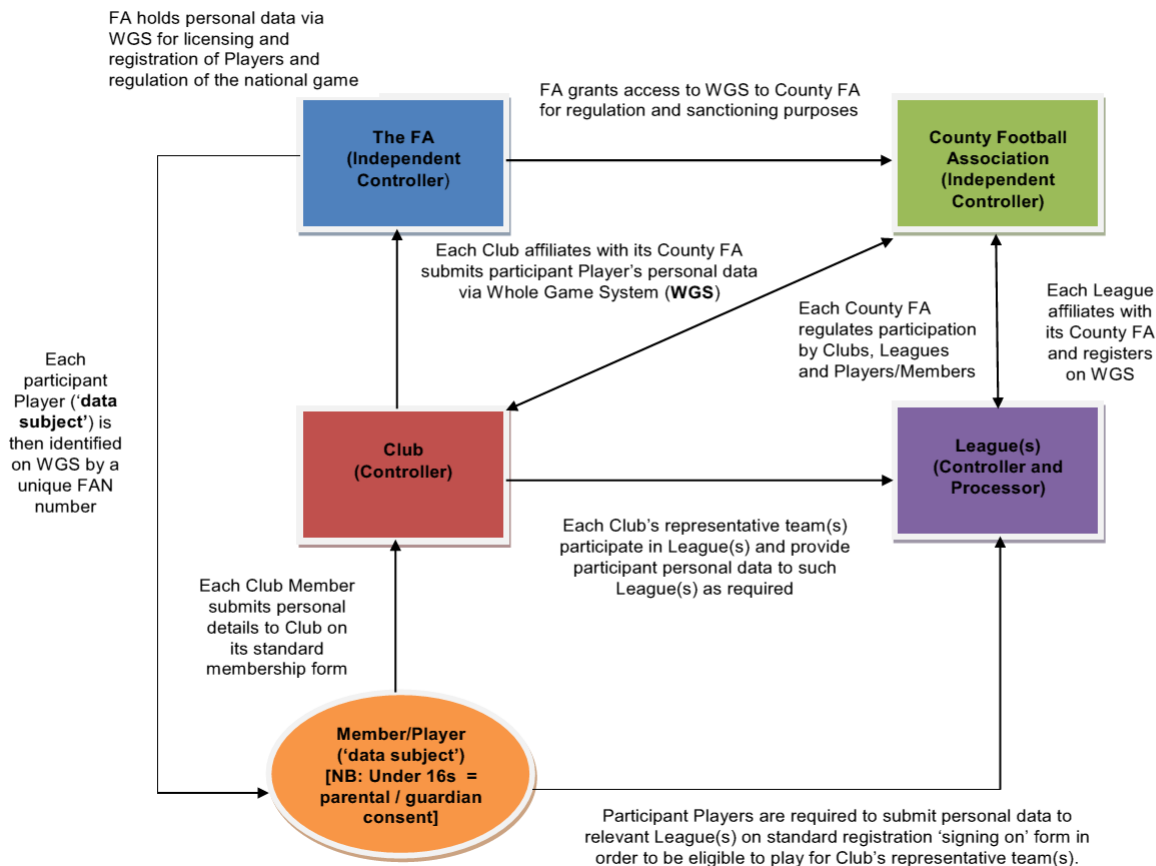 FA holds personal data via
WGS for licensing and
registration of Players and
regulation of the national game
FA grants access to WGS to County FA
for regulation and sanctioning purposes
The FA
(Independent
Controller)
County Football
Association
(Independent
Controller)
Each Club affiliates with its County FA
submits participant Player's personal data
via Whole Game System (WGS)
Each County FA
regulates participation
by Clubs, Leagues
and Players/Members
Each League
affiliates with
its County FA
and registers
on WGS
Each
participant
Player ('data
subject') is
then identified
on WGS by a
unique FAN
number
Club
(Controller)
League(s)
(Controller and
Processor)
Each Club's representative team(s)
participate in League(s) and provide
participant personal data to such
League(s) as required
Each Club Member
submits personal
details to Club on
its standard
membership form
Member/Player
('data subject')
[NB: Under 16s =
parental / guardian
consent]
Participant Players are required to submit personal data to
relevant League(s) on standard registration 'signing on' form in
order to be eligible to play for Club's representative team(s).